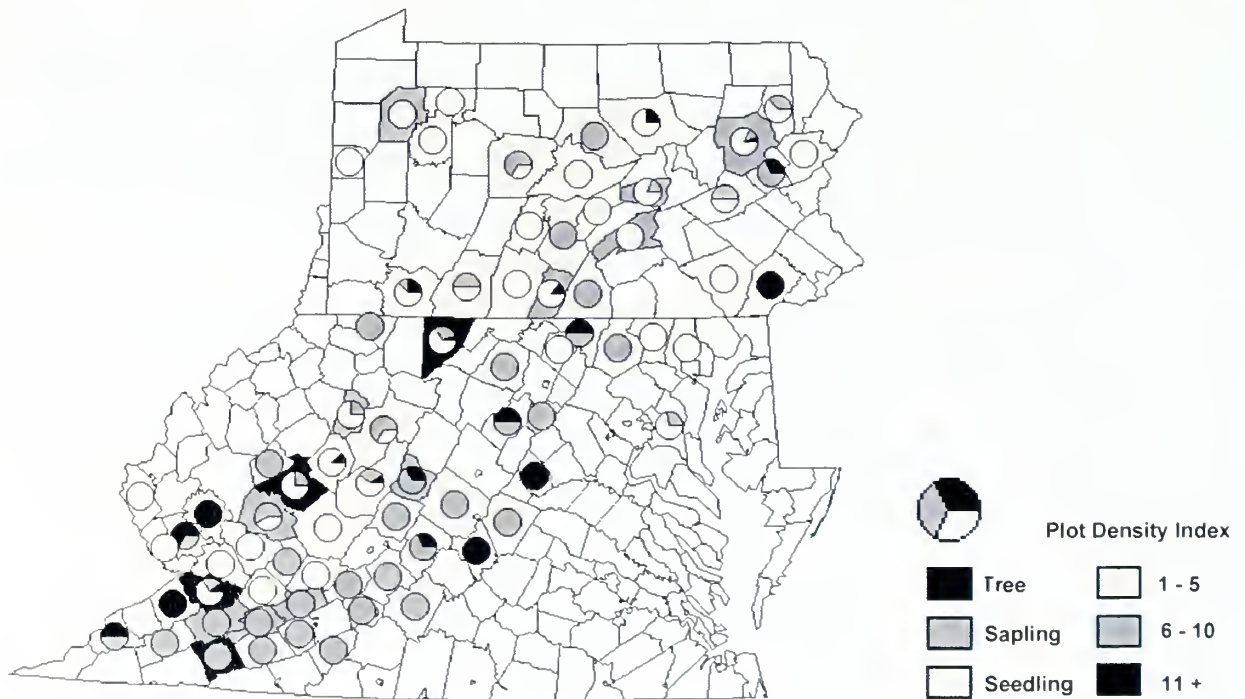 Plot Density Index
Tree 1 - 5
Sapling 6 - 10
Seedling 11 +